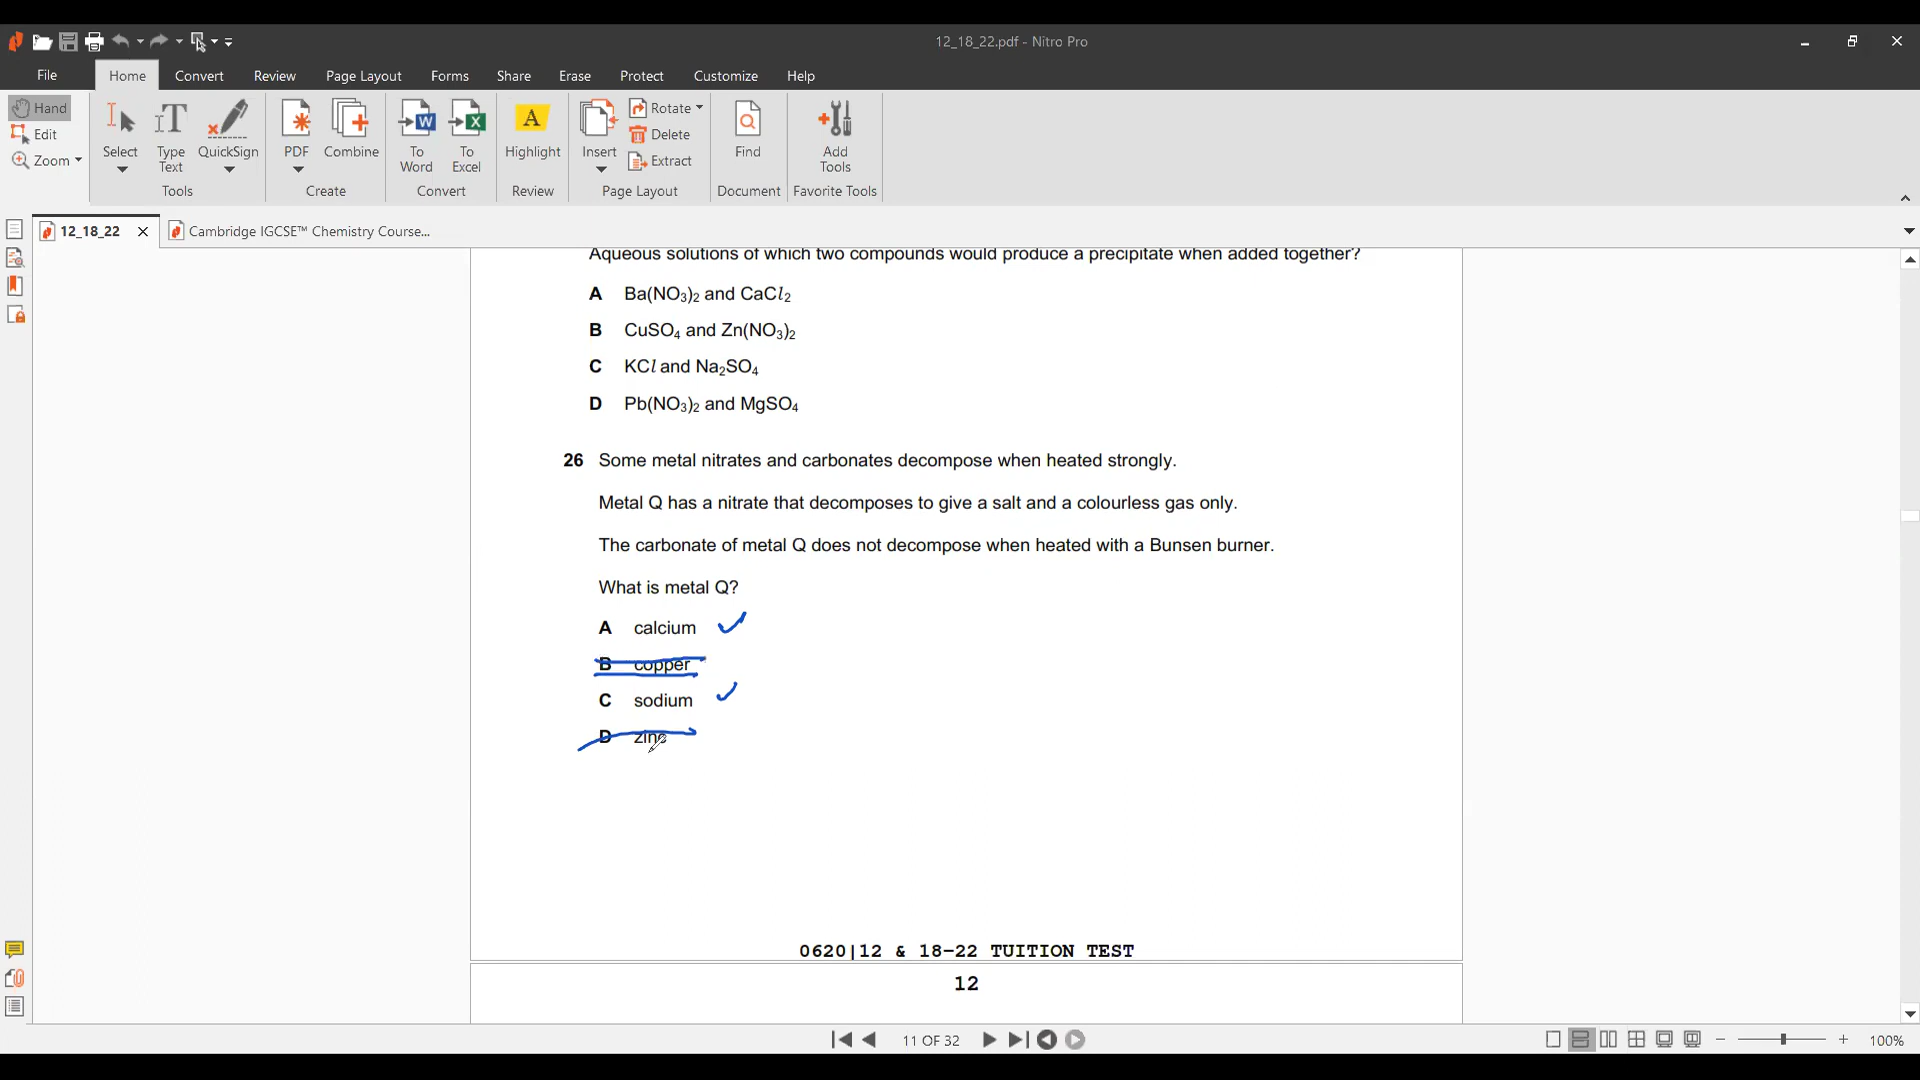 12_18_22.pdf - Nitro Pro
File Home Convert Review Page Layout Forms Share Erase Protect Customize Help
Hand
Edit
Zoom
Select
Type Text
QuickSign
Tools
PDF
Combine
Create
To Word
To Excel
Convert
Highlight
Review
Insert
Rotate
Delete
Extract
Page Layout
Find
Document
Add Tools
Favorite Tools
12_18_22
Cambridge IGCSE™ Chemistry Course...
Aqueous solutions of which two compounds would produce a precipitate when added together?
A Ba(NO₃)₂ and CaCl₂
B CuSO₄ and Zn(NO₃)₂
C KCl and Na₂SO₄
D Pb(NO₃)₂ and MgSO₄
26 Some metal nitrates and carbonates decompose when heated strongly.
Metal Q has a nitrate that decomposes to give a salt and a colourless gas only.
The carbonate of metal Q does not decompose when heated with a Bunsen burner.
What is metal Q?
A calcium
B copper
C sodium
D zinc
0620|12 & 18-22 TUITION TEST
12
11 OF 32
100%